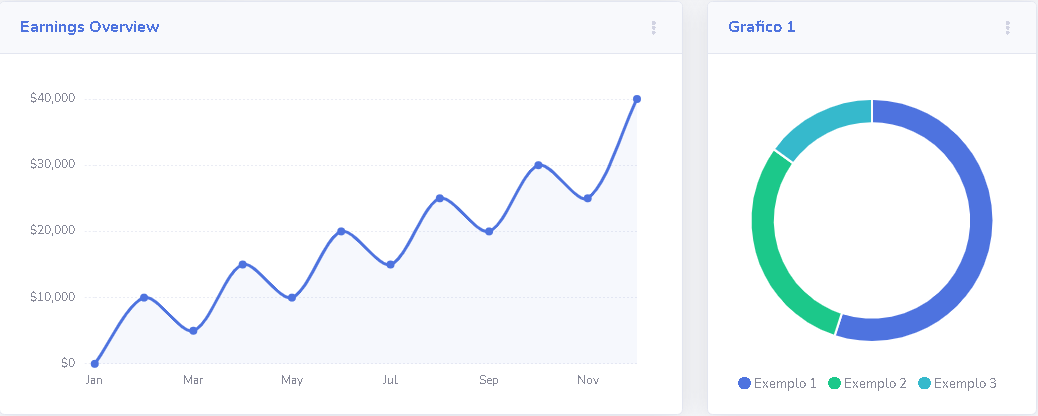 Earnings Overview
Grafico 1
$40,000
$30,000
$20,000
$10,000
$0
Jan Mar May Jul Sep Nov
Exemplo 1 Exemplo 2 Exemplo 3